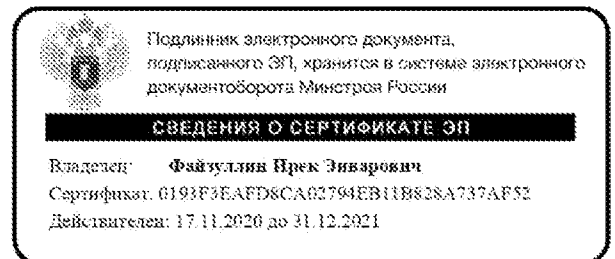 Подлинник электронного документа,
подписанного ЭП, хранится в системе электронного
документооборота Минстроя России
СВЕДЕНИЯ О СЕРТИФИКАТЕ ЭП
Владелец: Файзуллин Ирек Энварович
Сертификат: 0193F3EAFD8CA02794EB11B828A737AF52
Действителен: 17.11.2020 до 31.12.2021